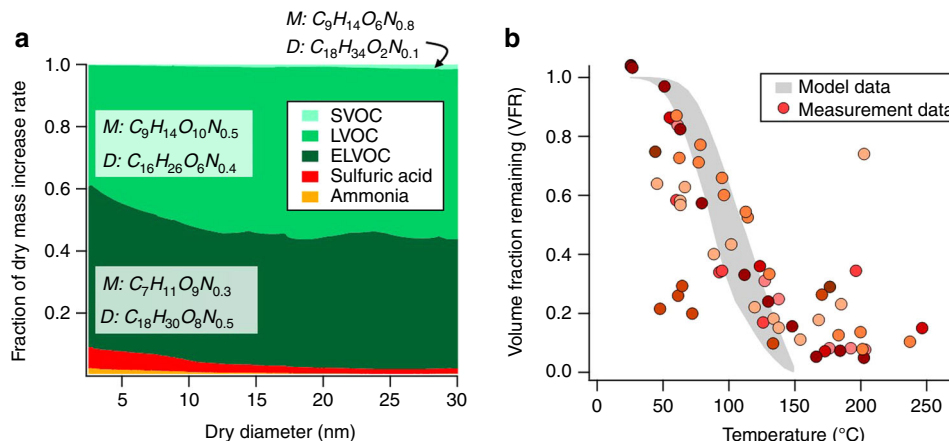 M: C9H14O6N0.8
D: C18H34O2N0.1
a
1.0
0.8
0.6
0.4
0.2
Fraction of dry mass increase rate
M: C9H14O10N0.5
D: C16H26O6N0.4
SVOC
LVOC
ELVOC
Sulfuric acid
Ammonia
M: C7H11O9N0.3
D: C18H30O8N0.5
5 10 15 20 25 30
Dry diameter (nm)
b
1.0
0.8
0.6
0.4
0.2
0.0
Volume fraction remaining (VFR)
Model data
Measurement data
0 50 100 150 200 250
Temperature (°C)